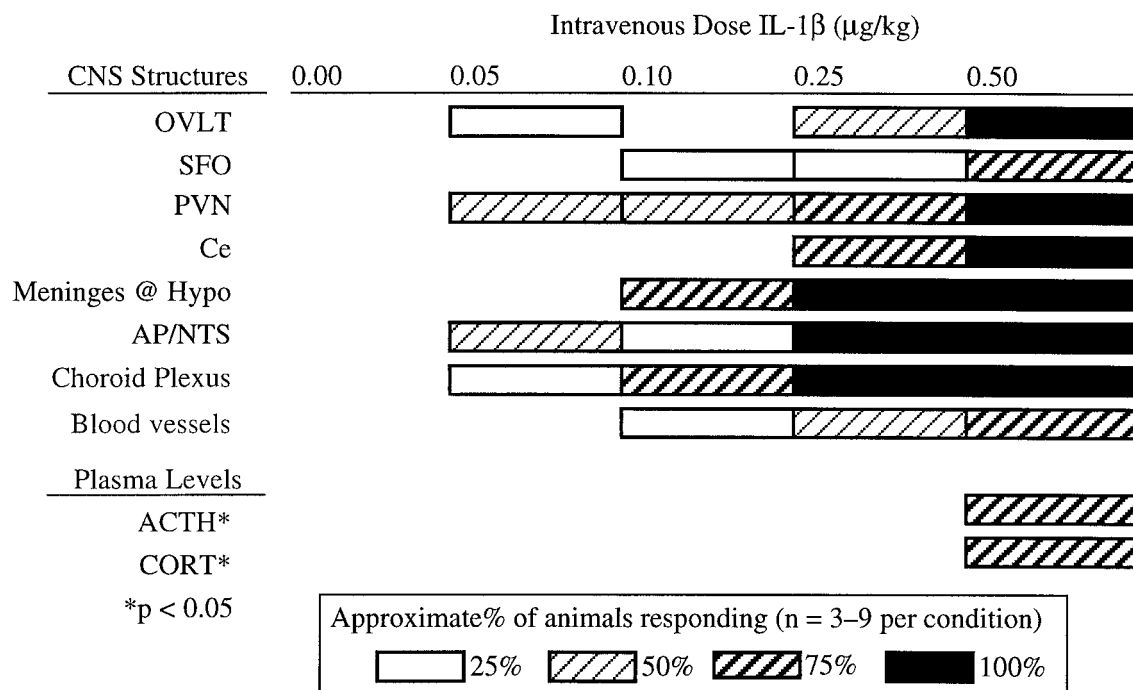 Intravenous Dose IL-1β (μg/kg)
CNS Structures 0.00 0.05 0.10 0.25 0.50
OVLT
SFO
PVN
Ce
Meninges @ Hypo
AP/NTS
Choroid Plexus
Blood vessels
Plasma Levels
ACTH*
CORT*
*p < 0.05
Approximate% of animals responding (n = 3–9 per condition)
25% 50% 75% 100%